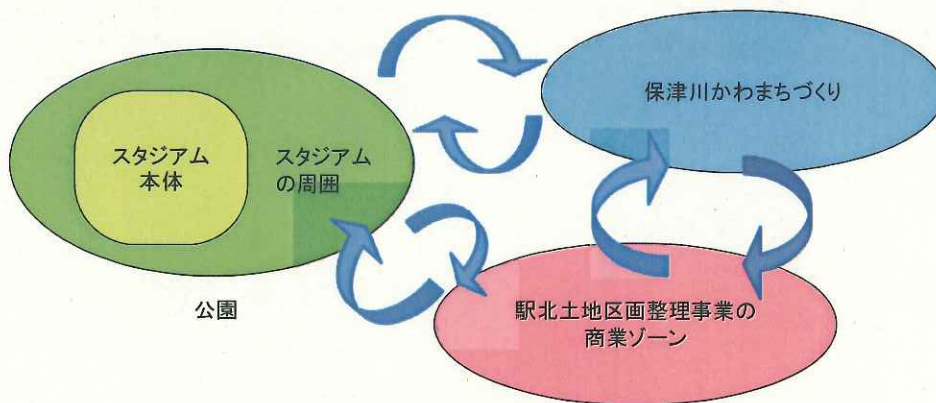 スタジアム
本体
スタジアム
の周囲
公園
保津川かわまちづくり
駅北土地区画整理事業の
商業ゾーン